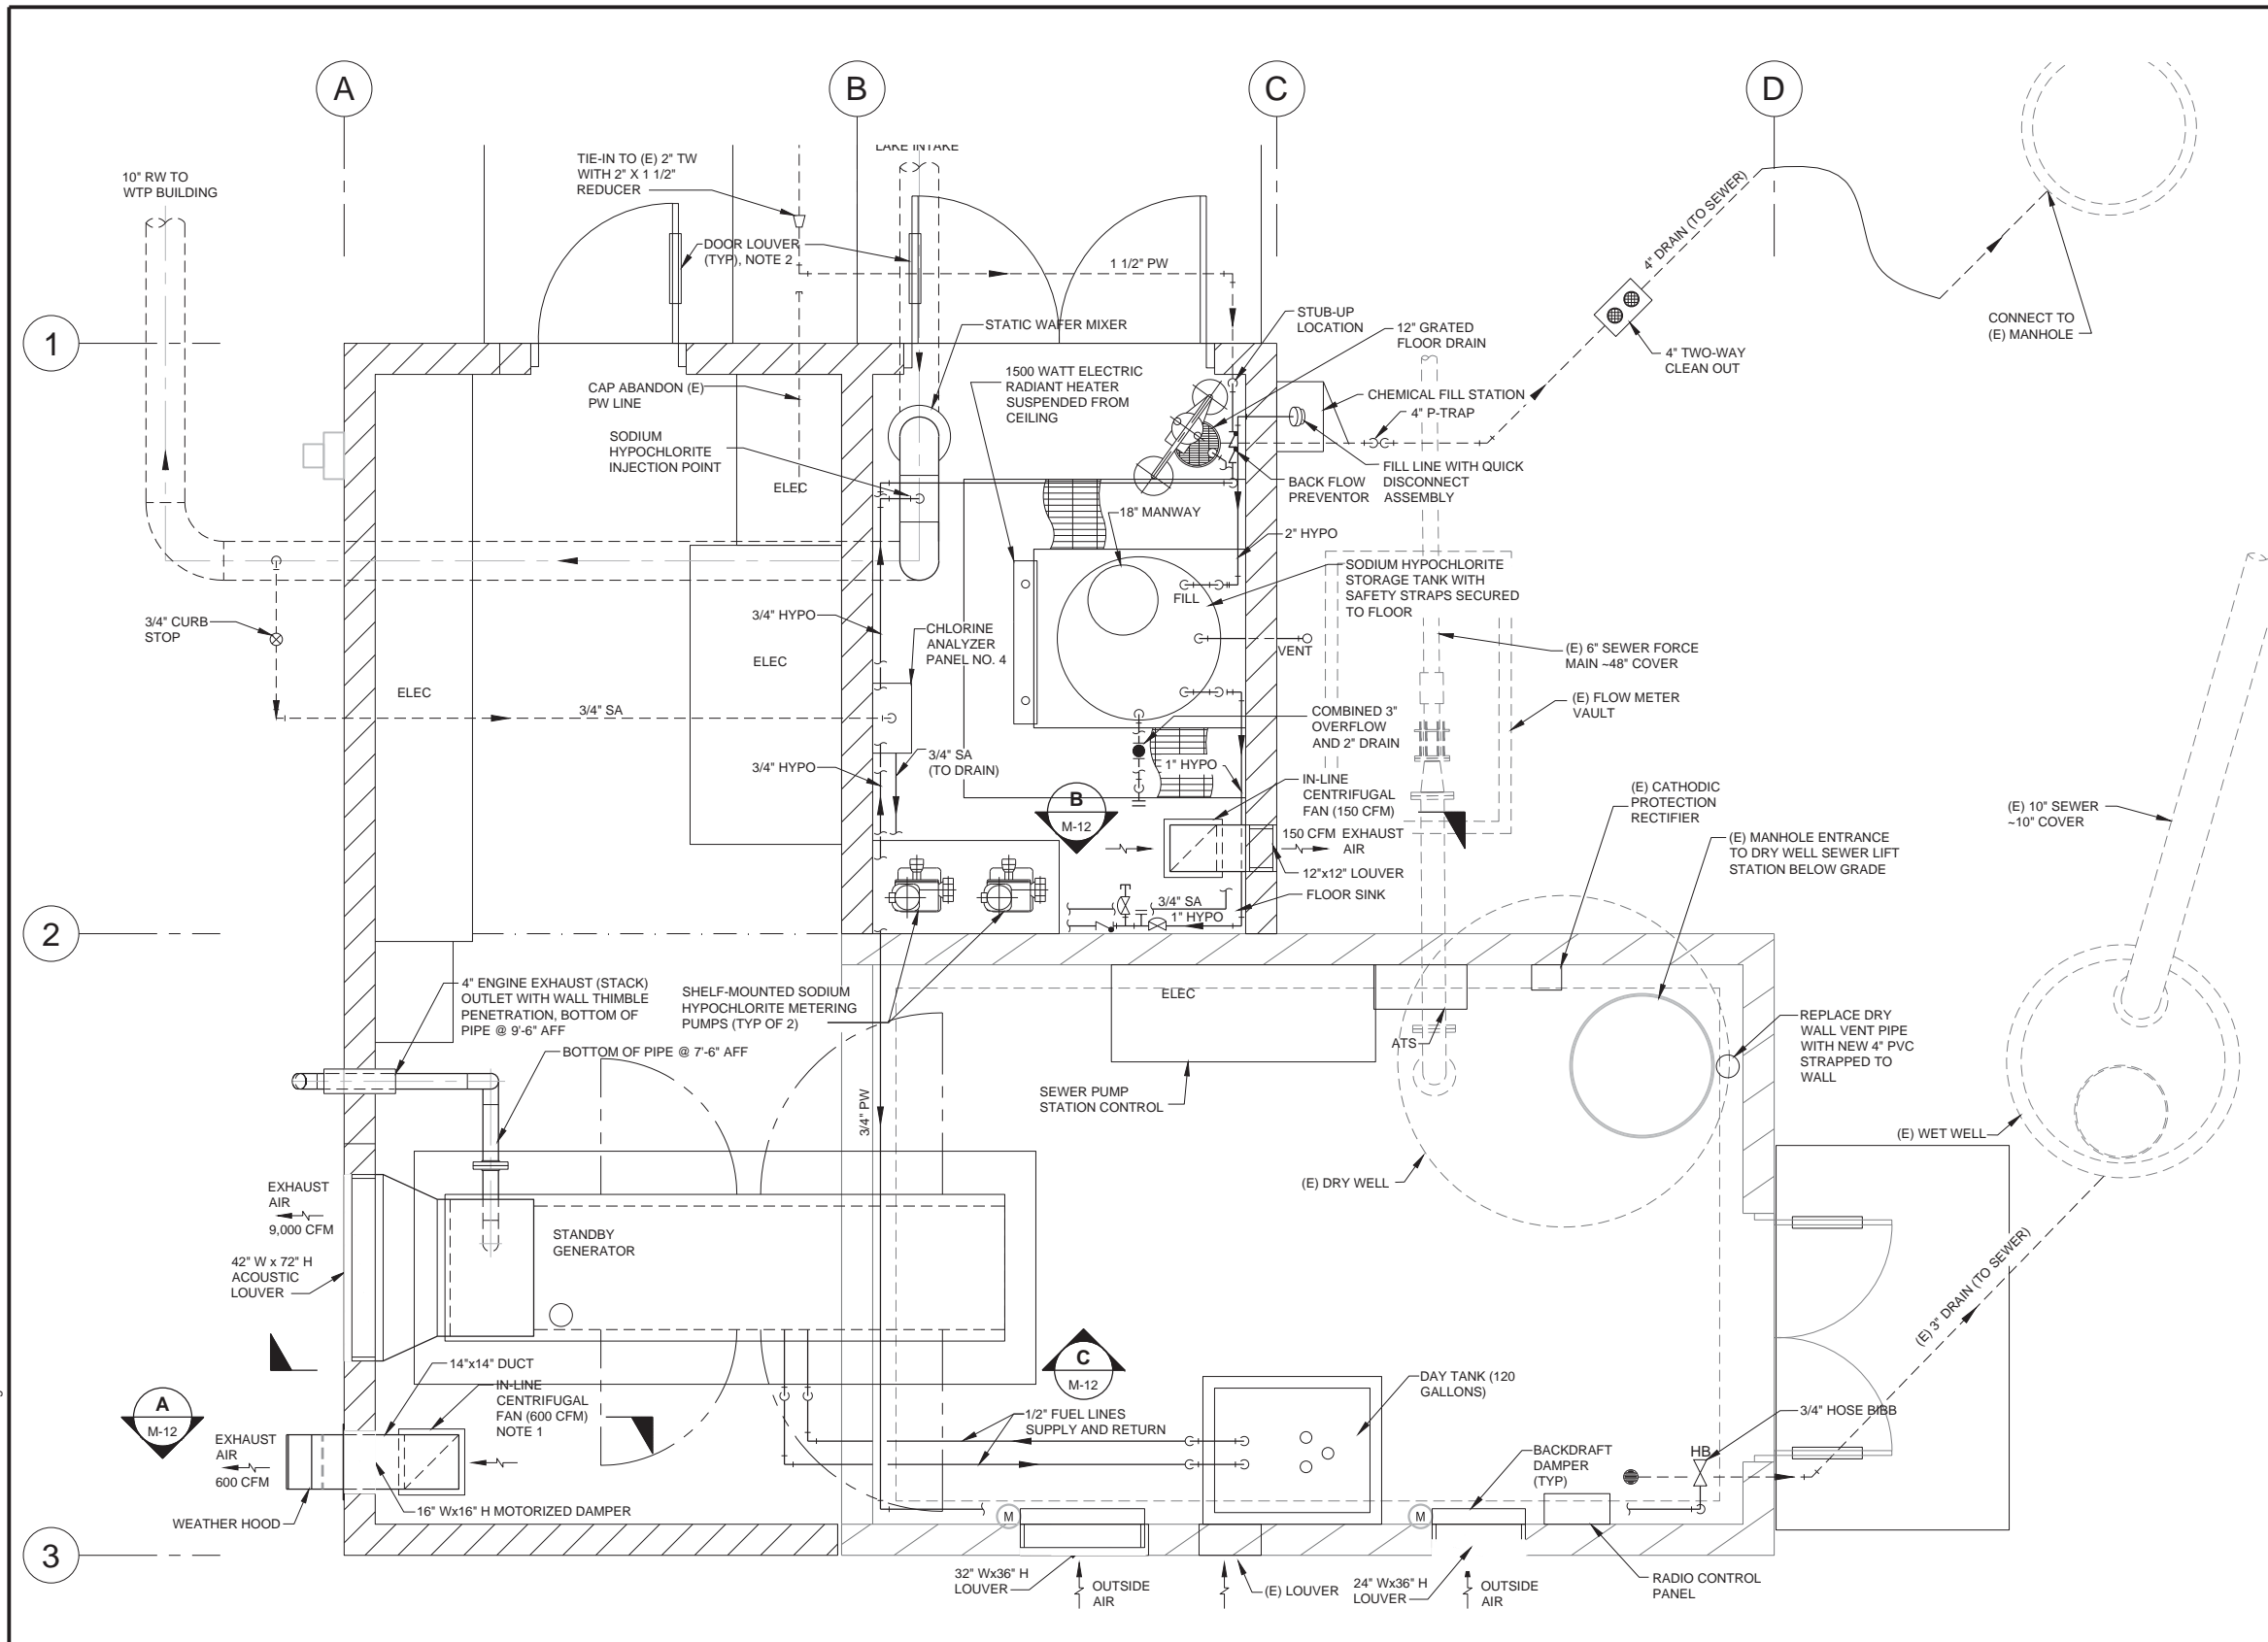 A
B
C
D
LAKE INTAKE
TIE-IN TO (E) 2" TW
WITH 2" X 1 1/2"
REDUCER
10" RW TO
WTP BUILDING
DOOR LOUVER
(TYP), NOTE 2
1 1/2" PW
4" DRAIN (TO SEWER)
CONNECT TO
(E) MANHOLE
1
STATIC WAFER MIXER
STUB-UP
LOCATION
12" GRATED
FLOOR DRAIN
4" TWO-WAY
CLEAN OUT
CAP ABANDON (E)
PW LINE
1500 WATT ELECTRIC
RADIANT HEATER
SUSPENDED FROM
CEILING
CHEMICAL FILL STATION
4" P-TRAP
SODIUM
HYPOCHLORITE
INJECTION POINT
ELEC
FILL LINE WITH QUICK
DISCONNECT
ASSEMBLY
BACK FLOW
PREVENTOR
18" MANWAY
2" HYPO
SODIUM HYPOCHLORITE
STORAGE TANK WITH
SAFETY STRAPS SECURED
TO FLOOR
FILL
3/4" HYPO
3/4" CURB
STOP
CHLORINE
ANALYZER
PANEL NO. 4
VENT
(E) 6" SEWER FORCE
MAIN ~48" COVER
ELEC
ELEC
3/4" SA
(E) FLOW METER
VAULT
COMBINED 3"
OVERFLOW
AND 2" DRAIN
3/4" HYPO
3/4" SA
(TO DRAIN)
1" HYPO
IN-LINE
CENTRIFUGAL
FAN (150 CFM)
B
M-12
150 CFM EXHAUST
AIR
(E) CATHODIC
PROTECTION
RECTIFIER
(E) 10" SEWER
~10" COVER
(E) MANHOLE ENTRANCE
TO DRY WELL SEWER LIFT
STATION BELOW GRADE
12"x12" LOUVER
FLOOR SINK
3/4" SA
1" HYPO
2
4" ENGINE EXHAUST (STACK)
OUTLET WITH WALL THIMBLE
PENETRATION, BOTTOM OF
PIPE @ 9'-6" AFF
SHELF-MOUNTED SODIUM
HYPOCHLORITE METERING
PUMPS (TYP OF 2)
ELEC
REPLACE DRY
WALL VENT PIPE
WITH NEW 4" PVC
STRAPPED TO
WALL
ATS
BOTTOM OF PIPE @ 7'-6" AFF
SEWER PUMP
STATION CONTROL
3/4" PW
(E) WET WELL
(E) DRY WELL
EXHAUST
AIR
9,000 CFM
STANDBY
GENERATOR
42" W x 72" H
ACOUSTIC
LOUVER
(E) 3" DRAIN (TO SEWER)
14"x14" DUCT
IN-LINE
CENTRIFUGAL
FAN (600 CFM)
NOTE 1
C
M-12
DAY TANK (120
GALLONS)
A
M-12
1/2" FUEL LINES
SUPPLY AND RETURN
3/4" HOSE BIBB
EXHAUST
AIR
600 CFM
BACKDRAFT
DAMPER
(TYP)
HB
16" Wx16" H MOTORIZED DAMPER
WEATHER HOOD
M
M
3
32" Wx36" H
LOUVER
OUTSIDE
AIR
(E) LOUVER
24" Wx36" H
LOUVER
OUTSIDE
AIR
RADIO CONTROL
PANEL